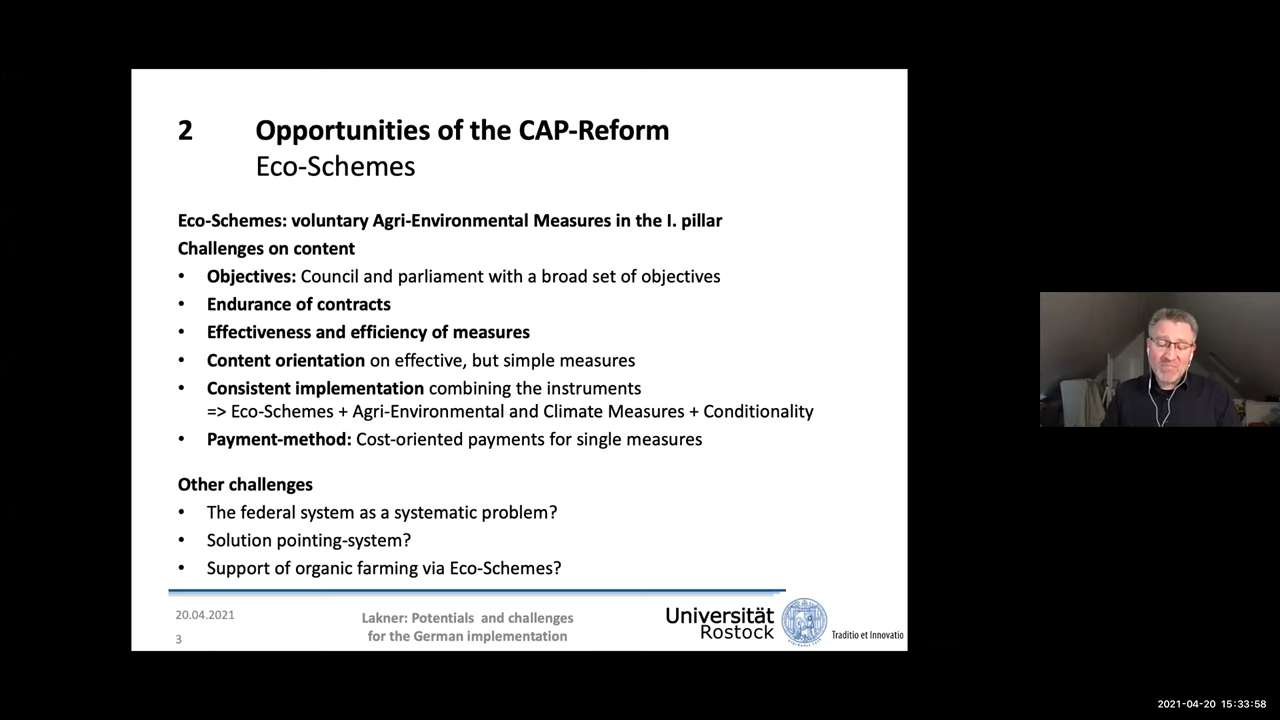 2 Opportunities of the CAP-Reform
Eco-Schemes
Eco-Schemes: voluntary Agri-Environmental Measures in the I. pillar
Challenges on content
• Objectives: Council and parliament with a broad set of objectives
• Endurance of contracts
• Effectiveness and efficiency of measures
• Content orientation on effective, but simple measures
• Consistent implementation combining the instruments
=> Eco-Schemes + Agri-Environmental and Climate Measures + Conditionality
• Payment-method: Cost-oriented payments for single measures
Other challenges
• The federal system as a systematic problem?
• Solution pointing-system?
• Support of organic farming via Eco-Schemes?
20.04.2021
3
Lakner: Potentials and challenges
for the German implementation
Universität
Rostock
Traditio et Innovatio
2021-04-20 15:33:58